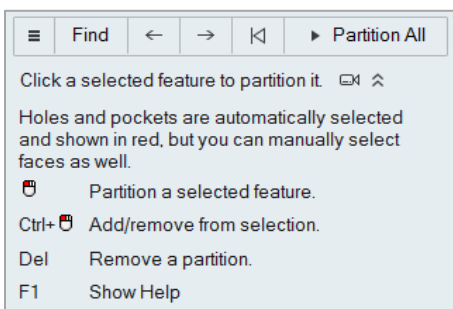 Find Partition All
Click a selected feature to partition it.
Holes and pockets are automatically selected
and shown in red, but you can manually select
faces as well.
Partition a selected feature.
Ctrl+ Add/remove from selection.
Del Remove a partition.
F1 Show Help